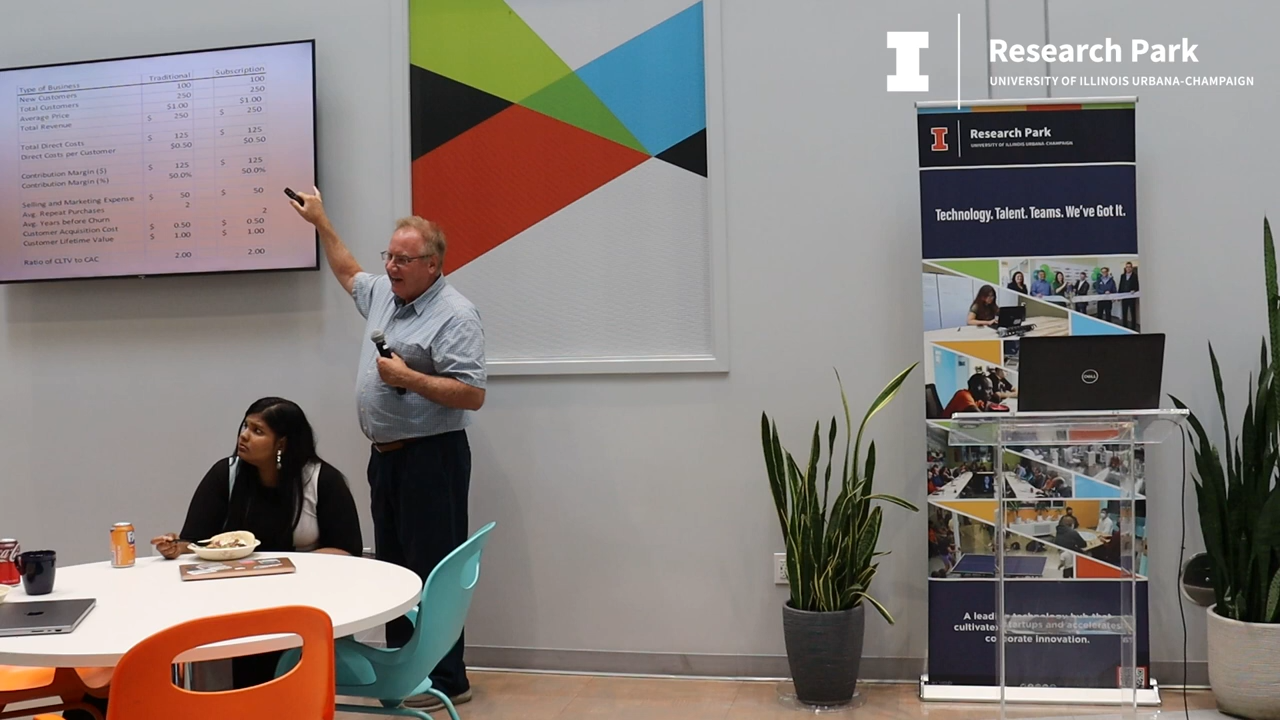 Traditional Subscription
Type of Business 100 100
New Customers 250 250
Total Customers $1.00 $1.00
Average Price $ 250 $ 250
Total Revenue
Total Direct Costs $ 125 $ 125
Direct Costs per Customer $0.50 $0.50
Contribution Margin ($) $ 125 $ 125
Contribution Margin (%) 50.0% 50.0%
Selling and Marketing Expense $ 50 $ 50
Avg. Repeat Purchases 2
Avg. Years before Churn 2
Customer Acquisition Cost $ 0.50 $ 0.50
Customer Lifetime Value $ 1.00 $ 1.00
Ratio of CLTV to CAC 2.00 2.00
I Research Park
UNIVERSITY OF ILLINOIS URBANA-CHAMPAIGN
I Research Park
UNIVERSITY OF ILLINOIS URBANA-CHAMPAIGN
Technology. Talent. Teams. We've Got It.
DELL
A leading technology hub that
cultivates startups and accelerates
corporate innovation.